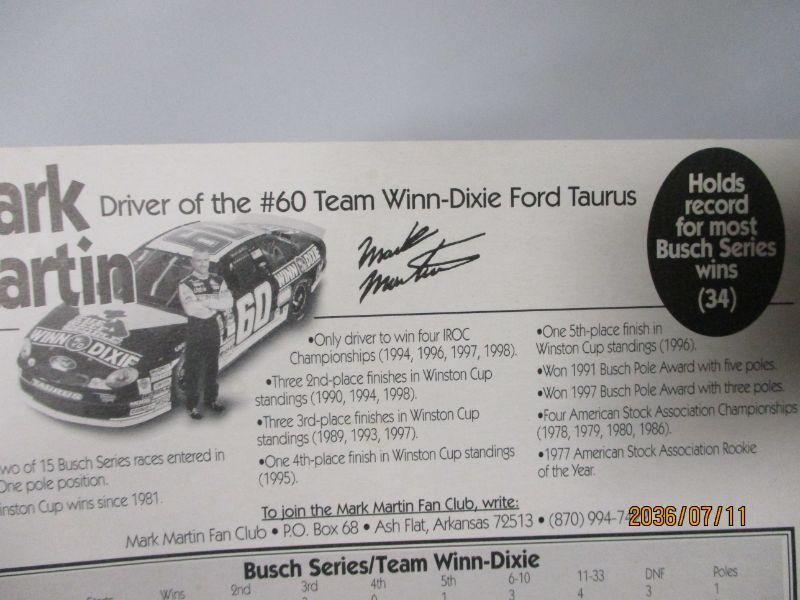 ark
artin
Driver of the #60 Team Winn-Dixie Ford Taurus
Mark
Martin
Holds
record
for most
Busch Series
wins
(34)
60
60
WINN DIXIE
WINN DIXIE
TAURUS
•Only driver to win four IROC
Championships (1994, 1996, 1997, 1998).
•Three 2nd-place finishes in Winston Cup
standings (1990, 1994, 1998).
•Three 3rd-place finishes in Winston Cup
standings (1989, 1993, 1997).
•One 4th-place finish in Winston Cup standings
(1995).
•One 5th-place finish in
Winston Cup standings (1996).
•Won 1991 Busch Pole Award with five poles.
•Won 1997 Busch Pole Award with three poles.
•Four American Stock Association Championships
(1978, 1979, 1980, 1986).
•1977 American Stock Association Rookie
of the Year.
wo of 15 Busch Series races entered in
One pole position.
inston Cup wins since 1981.
To join the Mark Martin Fan Club, write:
Mark Martin Fan Club • P.O. Box 68 • Ash Flat, Arkansas 72513 • (870) 994-
2036/07/11
Busch Series/Team Winn-Dixie
Starts Wins 2nd 3rd 4th 5th 6-10 11-33 DNF Poles
1 3 4 3 1